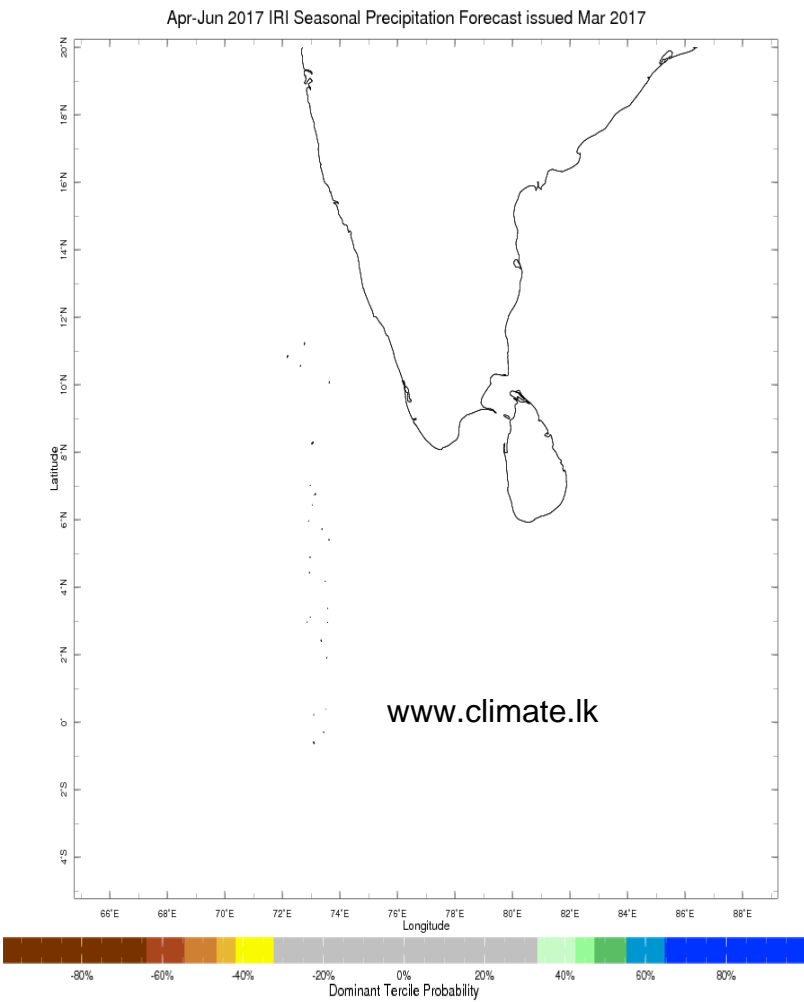 Apr-Jun 2017 IRI Seasonal Precipitation Forecast issued Mar 2017
20°N
18°N
16°N
14°N
12°N
10°N
8°N
Latitude
6°N
4°N
2°N
www.climate.lk
0°
2°S
4°S
66°E 68°E 70°E 72°E 74°E 76°E 78°E 80°E 82°E 84°E 86°E 88°E
Longitude
-80% -60% -40% -20% 0% 20% 40% 60% 80%
Dominant Tercile Probability